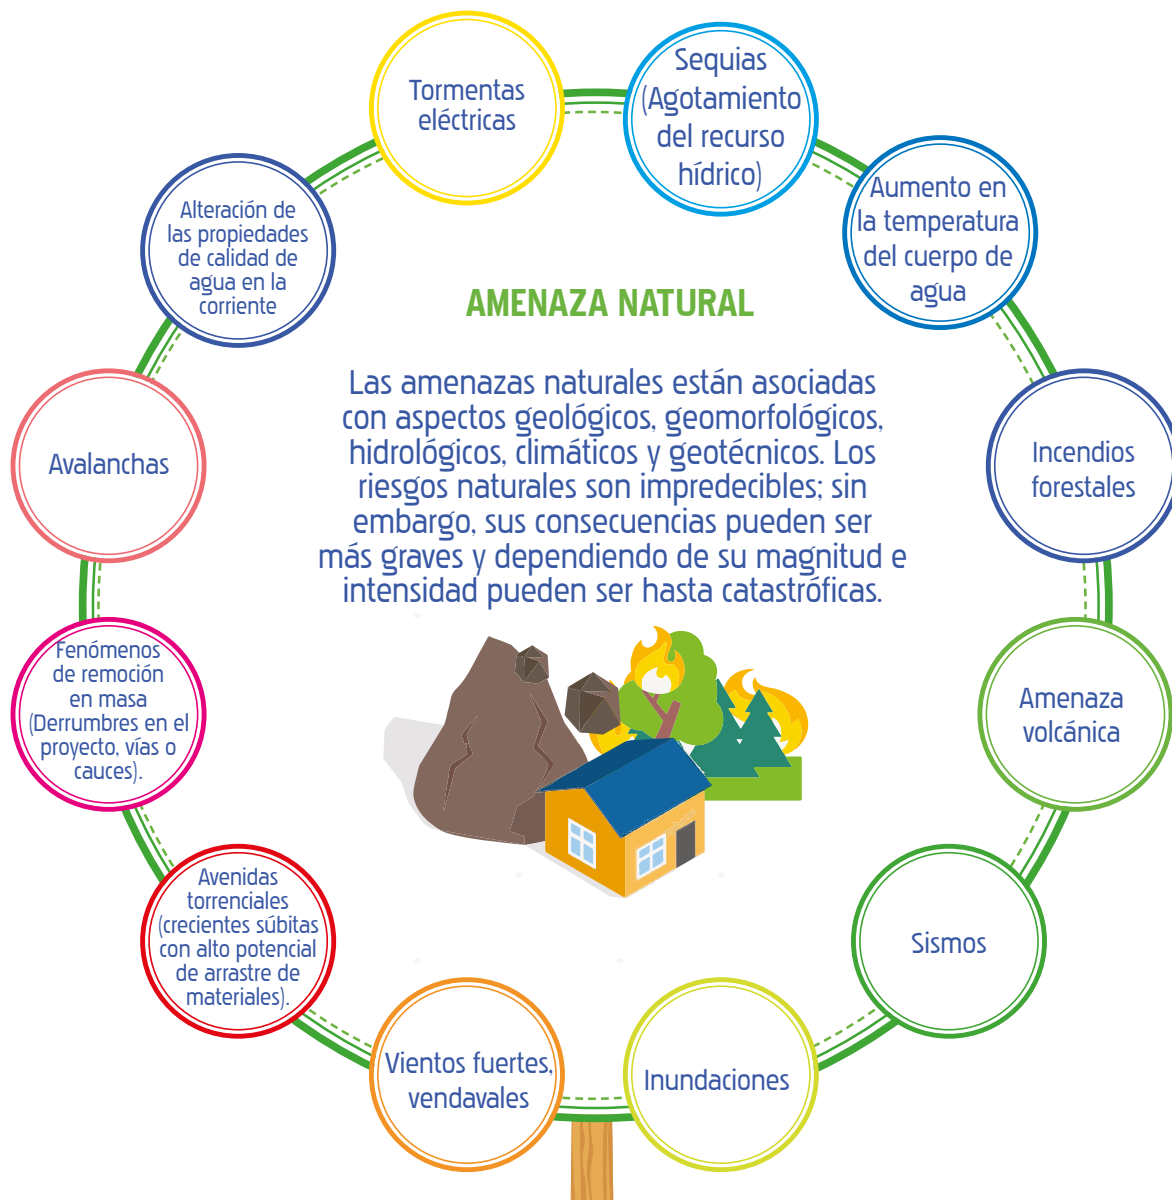 Tormentas
eléctricas
Sequias
(Agotamiento
del recurso
hídrico)
Aumento en
la temperatura
del cuerpo de
agua
Incendios
forestales
Amenaza
volcánica
Sismos
Inundaciones
Vientos fuertes,
vendavales
Avenidas
torrenciales
(crecientes súbitas
con alto potencial
de arrastre de
materiales).
Fenómenos
de remoción
en masa
(Derrumbres en el
proyecto, vías o
cauces).
Avalanchas
Alteración de
las propiedades
de calidad de
agua en la
corriente
AMENAZA NATURAL
Las amenazas naturales están asociadas
con aspectos geológicos, geomorfológicos,
hidrológicos, climáticos y geotécnicos. Los
riesgos naturales son impredecibles; sin
embargo, sus consecuencias pueden ser
más graves y dependiendo de su magnitud e
intensidad pueden ser hasta catastróficas.